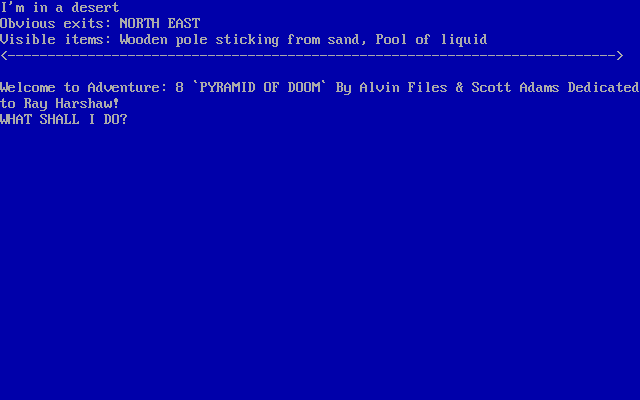 I'm in a desert
Obvious exits: NORTH EAST
Visible items: Wooden pole sticking from sand, Pool of liquid
<---------------------------------------------------------------------------->
Welcome to Adventure: 8 `PYRAMID OF DOOM` By Alvin Files & Scott Adams Dedicated
to Ray Harshaw!
WHAT SHALL I DO?